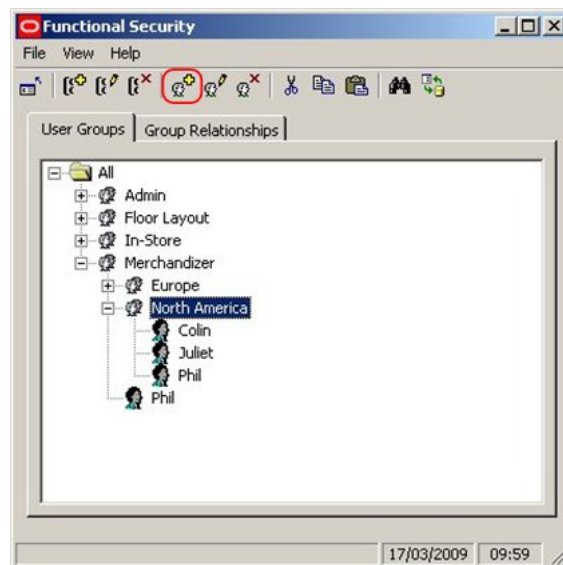 Functional Security
File View Help
User Groups Group Relationships
All
Admin
Floor Layout
In-Store
Merchandizer
Europe
North America
Colin
Juliet
Phil
Phil
17/03/2009 09:59